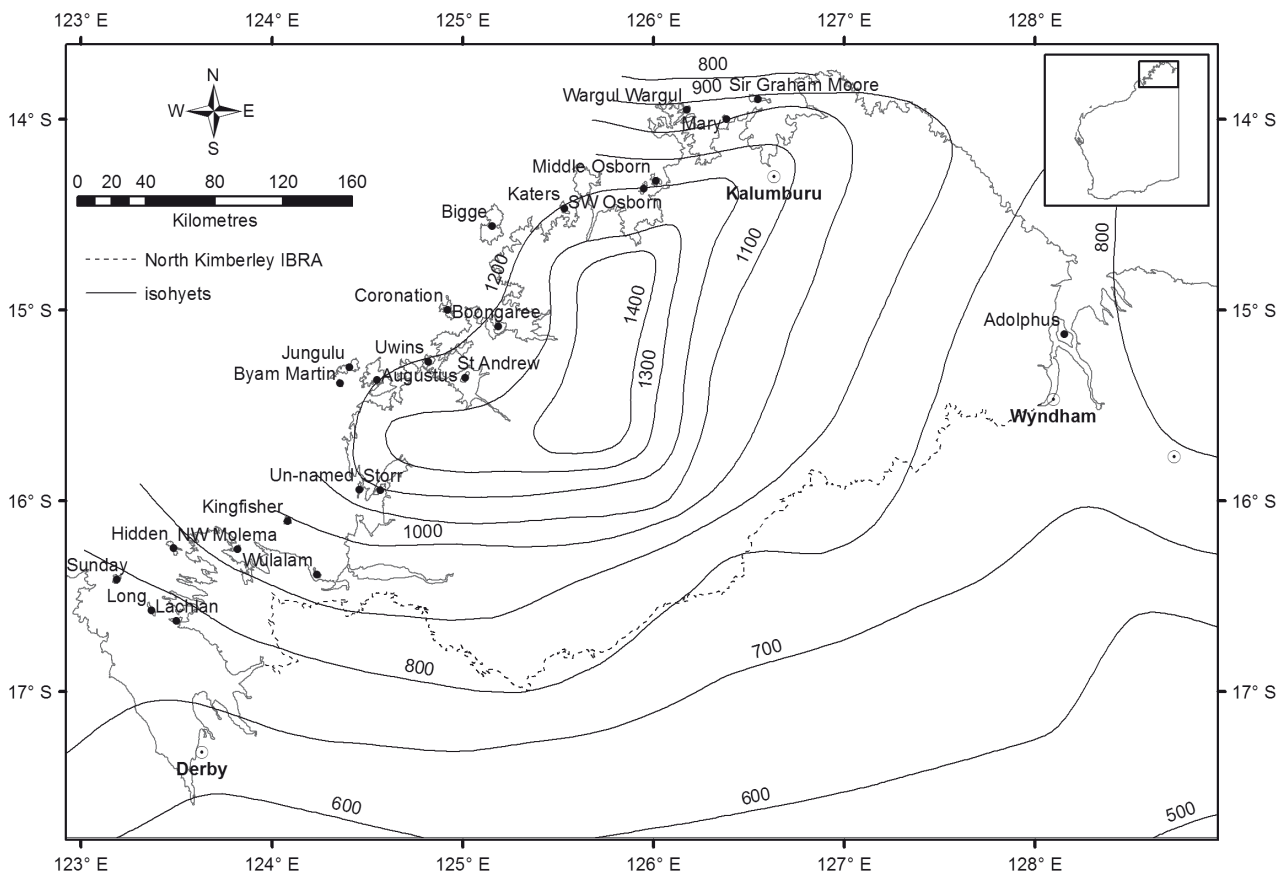 123° E 124° E 125° E 126° E 127° E 128° E
800
900 Sir Graham Moore
Wargul Wargul
N
W E
S
14° S 14° S
Mary
Middle Osborn
0 20 40 80 120 160
Kilometres
Katers SW Osborn
Kalumburu
Bigge
1100
800
North Kimberley IBRA
1200
isohyets
Coronation
1400
Boongaree
15° S 15° S
Adolphus
Uwins
Jungulu
St Andrew
1300
Byam Martin Augustus
Wyndham
Un-named Storr
16° S 16° S
Kingfisher
1000
Hidden NW Molema
Wulalam
Sunday
Long Lachlan
700
800
17° S 17° S
Derby
600
600
500
123° E 124° E 125° E 126° E 127° E 128° E